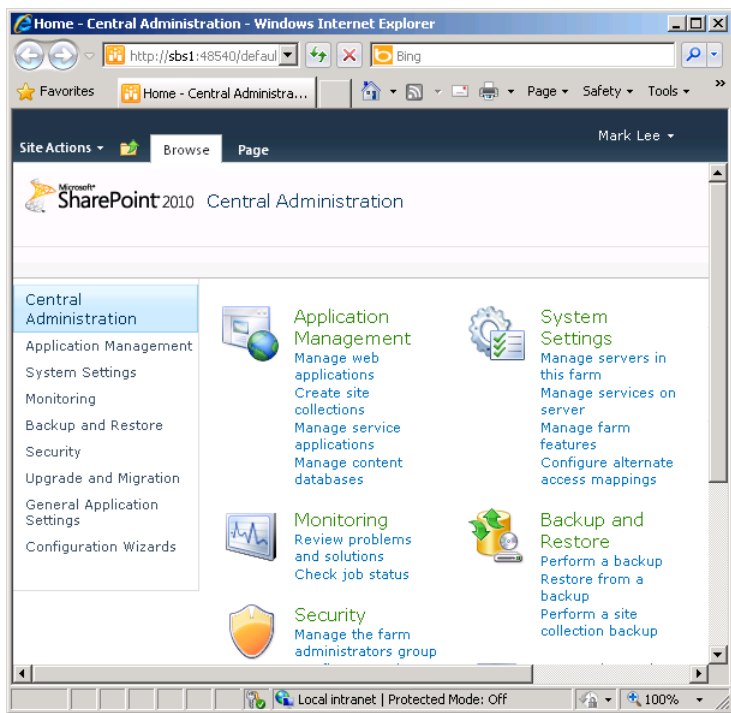 Home - Central Administration - Windows Internet Explorer
http://sbs1:48540/defaul
Bing
Favorites
Home - Central Administra...
Page
Safety
Tools
»
Site Actions
Browse
Page
Mark Lee
Microsoft
SharePoint 2010
Central Administration
Central
Administration
Application Management
System Settings
Monitoring
Backup and Restore
Security
Upgrade and Migration
General Application
Settings
Configuration Wizards
Application
Management
Manage web
applications
Create site
collections
Manage service
applications
Manage content
databases
System
Settings
Manage servers in
this farm
Manage services on
server
Manage farm
features
Configure alternate
access mappings
Monitoring
Review problems
and solutions
Check job status
Backup and
Restore
Perform a backup
Restore from a
backup
Perform a site
collection backup
Security
Manage the farm
administrators group
Local intranet | Protected Mode: Off
100%